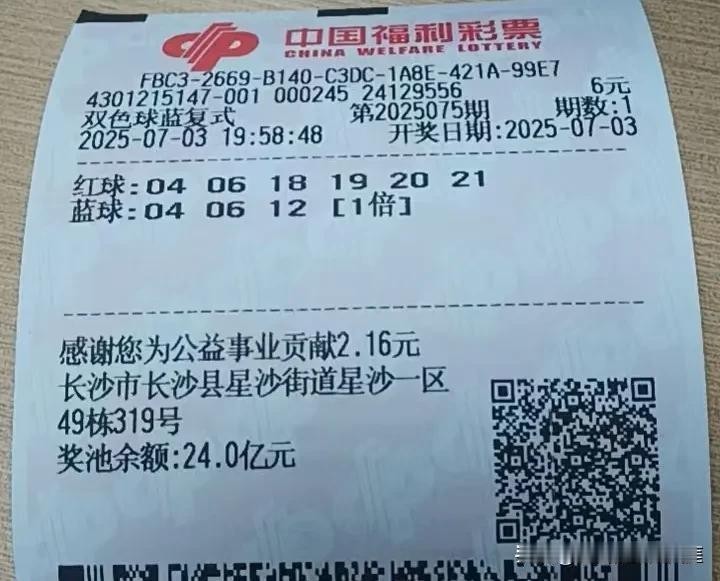 中国福利彩票
CHINA WELFARE LOTTERY
FBC3-2669-B140-C3DC-1A8E-421A-99E7
4301215147-001 000245 24129556 6元
双色球蓝复式 第2025075期 期数:1
2025-07-03 19:58:48 开奖日期:2025-07-03
红球:04 06 18 19 20 21
蓝球:04 06 12 [1倍]
感谢您为公益事业贡献2.16元
长沙市长沙县星沙街道星沙一区
49栋319号
奖池余额:24.0亿元